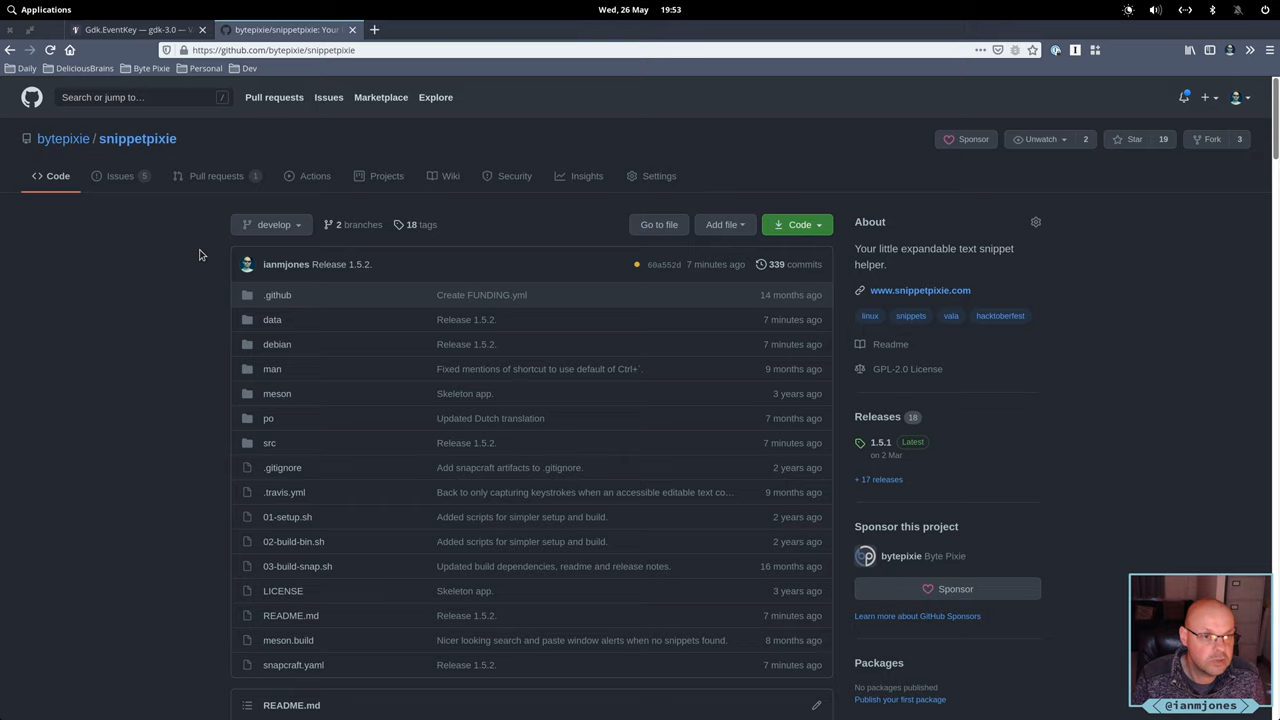 Applications
Wed, 26 May 19:53
Gdk.EventKey — gdk-3.0 — V
bytepixie/snippetpixie: Your
https://github.com/bytepixie/snippetpixie
Daily
DeliciousBrains
Byte Pixie
Personal
Dev
Search or jump to…
/
Pull requests
Issues
Marketplace
Explore
bytepixie / snippetpixie
Sponsor
Unwatch
2
Star
19
Fork
3
Code
Issues 5
Pull requests 1
Actions
Projects
Wiki
Security
Insights
Settings
develop
2 branches
18 tags
Go to file
Add file
Code
ianmjones Release 1.5.2.
60a552d 7 minutes ago
339 commits
.github Create FUNDING.yml 14 months ago
data Release 1.5.2. 7 minutes ago
debian Release 1.5.2. 7 minutes ago
man Fixed mentions of shortcut to use default of Ctrl+`. 9 months ago
meson Skeleton app. 3 years ago
po Updated Dutch translation 7 months ago
src Release 1.5.2. 7 minutes ago
.gitignore Add snapcraft artifacts to .gitignore. 2 years ago
.travis.yml Back to only capturing keystrokes when an accessible editable text co… 9 months ago
01-setup.sh Added scripts for simpler setup and build. 2 years ago
02-build-bin.sh Added scripts for simpler setup and build. 2 years ago
03-build-snap.sh Updated build dependencies, readme and release notes. 16 months ago
LICENSE Skeleton app. 3 years ago
README.md Release 1.5.2. 7 minutes ago
meson.build Nicer looking search and paste window alerts when no snippets found. 8 months ago
snapcraft.yaml Release 1.5.2. 7 minutes ago
README.md
About
Your little expandable text snippet
helper.
www.snippetpixie.com
linux
snippets
vala
hacktoberfest
Readme
GPL-2.0 License
Releases 18
1.5.1 Latest
on 2 Mar
+ 17 releases
Sponsor this project
bytepixie Byte Pixie
Sponsor
Learn more about GitHub Sponsors
Packages
No packages published
Publish your first package
@ianmjones